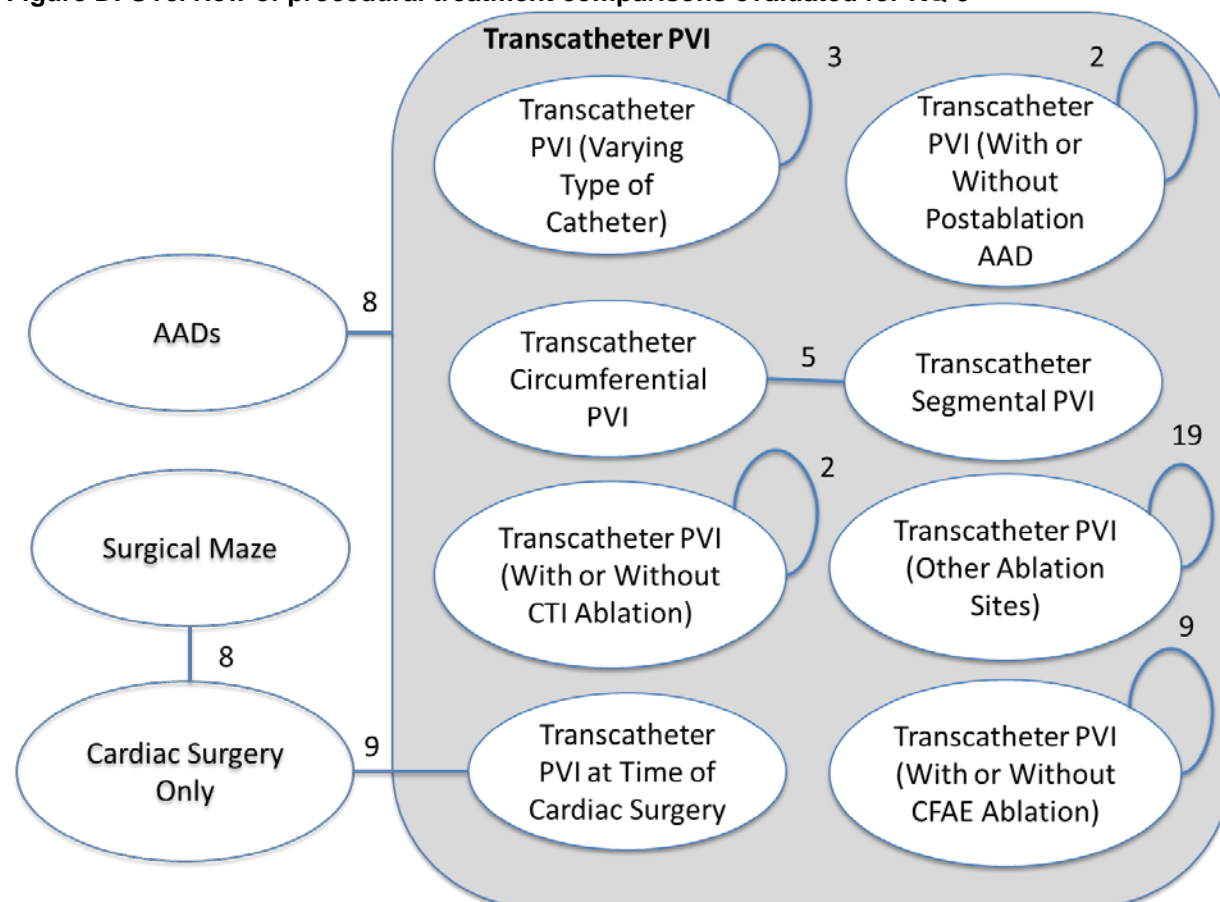 Transcatheter PVI
3
2
Transcatheter
PVI (Varying
Type of
Catheter)
Transcatheter
PVI (With or
Without
Postablation
AAD
8
AADs
Transcatheter
Circumferential
PVI
5
Transcatheter
Segmental PVI
19
2
Surgical Maze
Transcatheter PVI
(With or Without
CTI Ablation)
Transcatheter PVI
(Other Ablation
Sites)
9
8
Cardiac Surgery
Only
9
Transcatheter
PVI at Time of
Cardiac Surgery
Transcatheter PVI
(With or Without
CFAE Ablation)